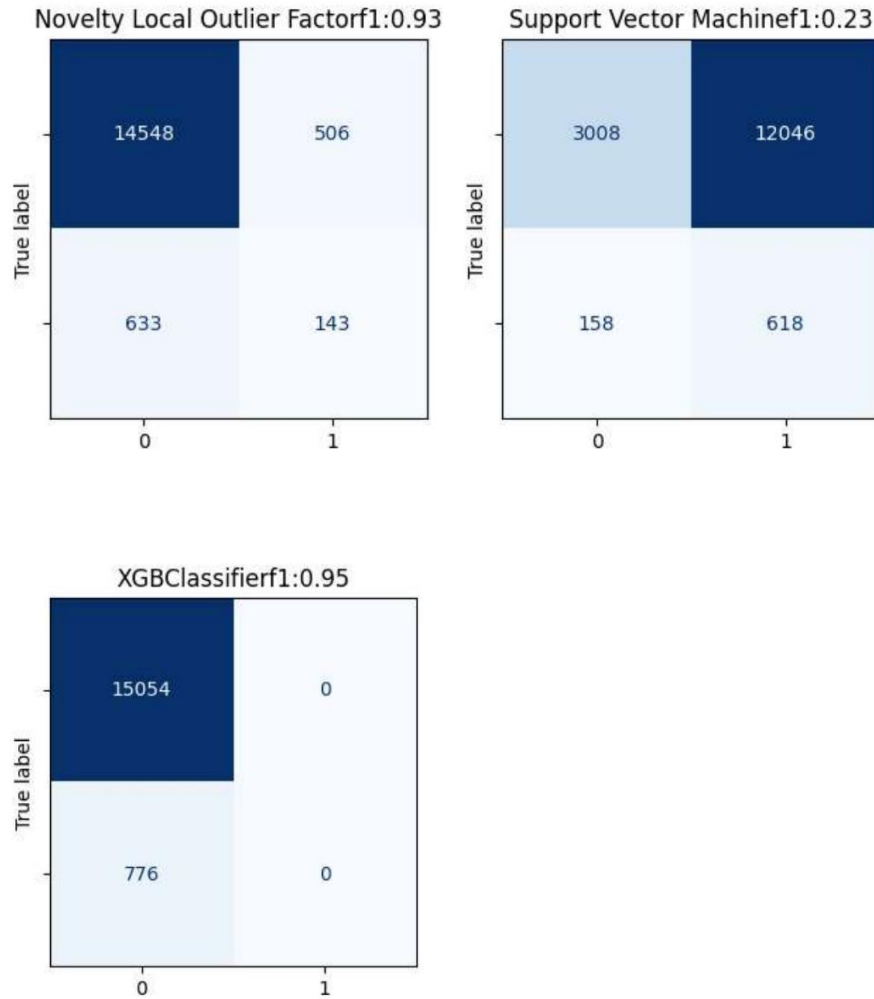 Novelty Local Outlier Factorf1:0.93
14548 506
True label
633 143
0 1
Support Vector Machinef1:0.23
3008 12046
True label
158 618
0 1
XGBClassifierf1:0.95
15054 0
True label
776 0
0 1